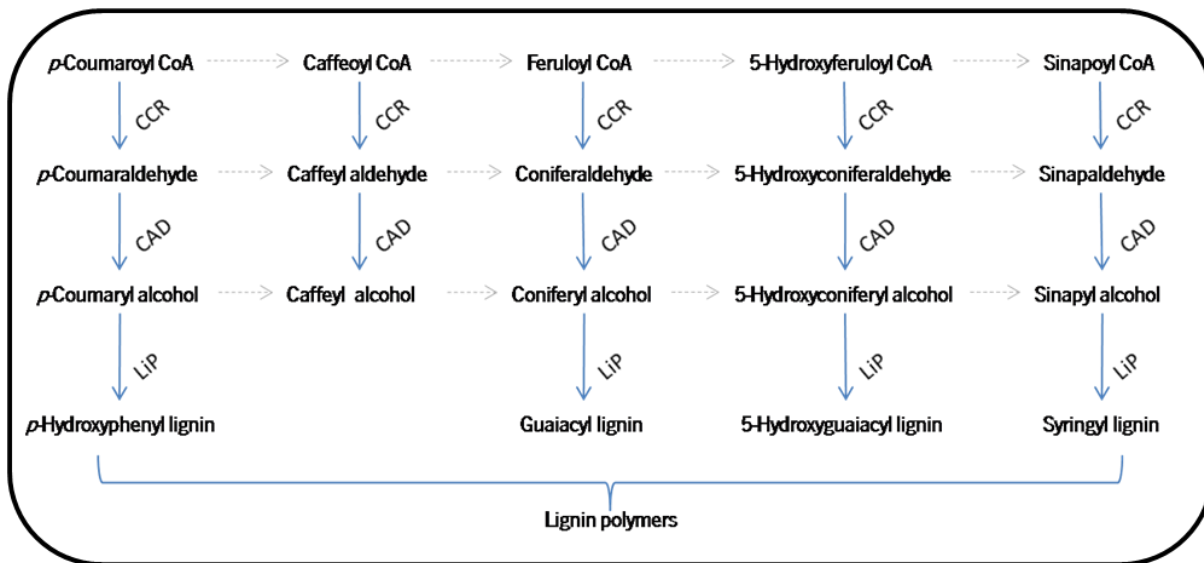 p-Coumaroyl CoA Caffeoyl CoA Feruloyl CoA 5-Hydroxyferuloyl CoA Sinapoyl CoA
CCR CCR CCR CCR CCR
p-Coumaraldehyde Caffeyl aldehyde Coniferaldehyde 5-Hydroxyconiferaldehyde Sinapaldehyde
CAD CAD CAD CAD CAD
p-Coumaryl alcohol Caffeyl alcohol Coniferyl alcohol 5-Hydroxyconiferyl alcohol Sinapyl alcohol
LiP LiP LiP LiP
p-Hydroxyphenyl lignin Guaiacyl lignin 5-Hydroxyguaiacyl lignin Syringyl lignin
Lignin polymers